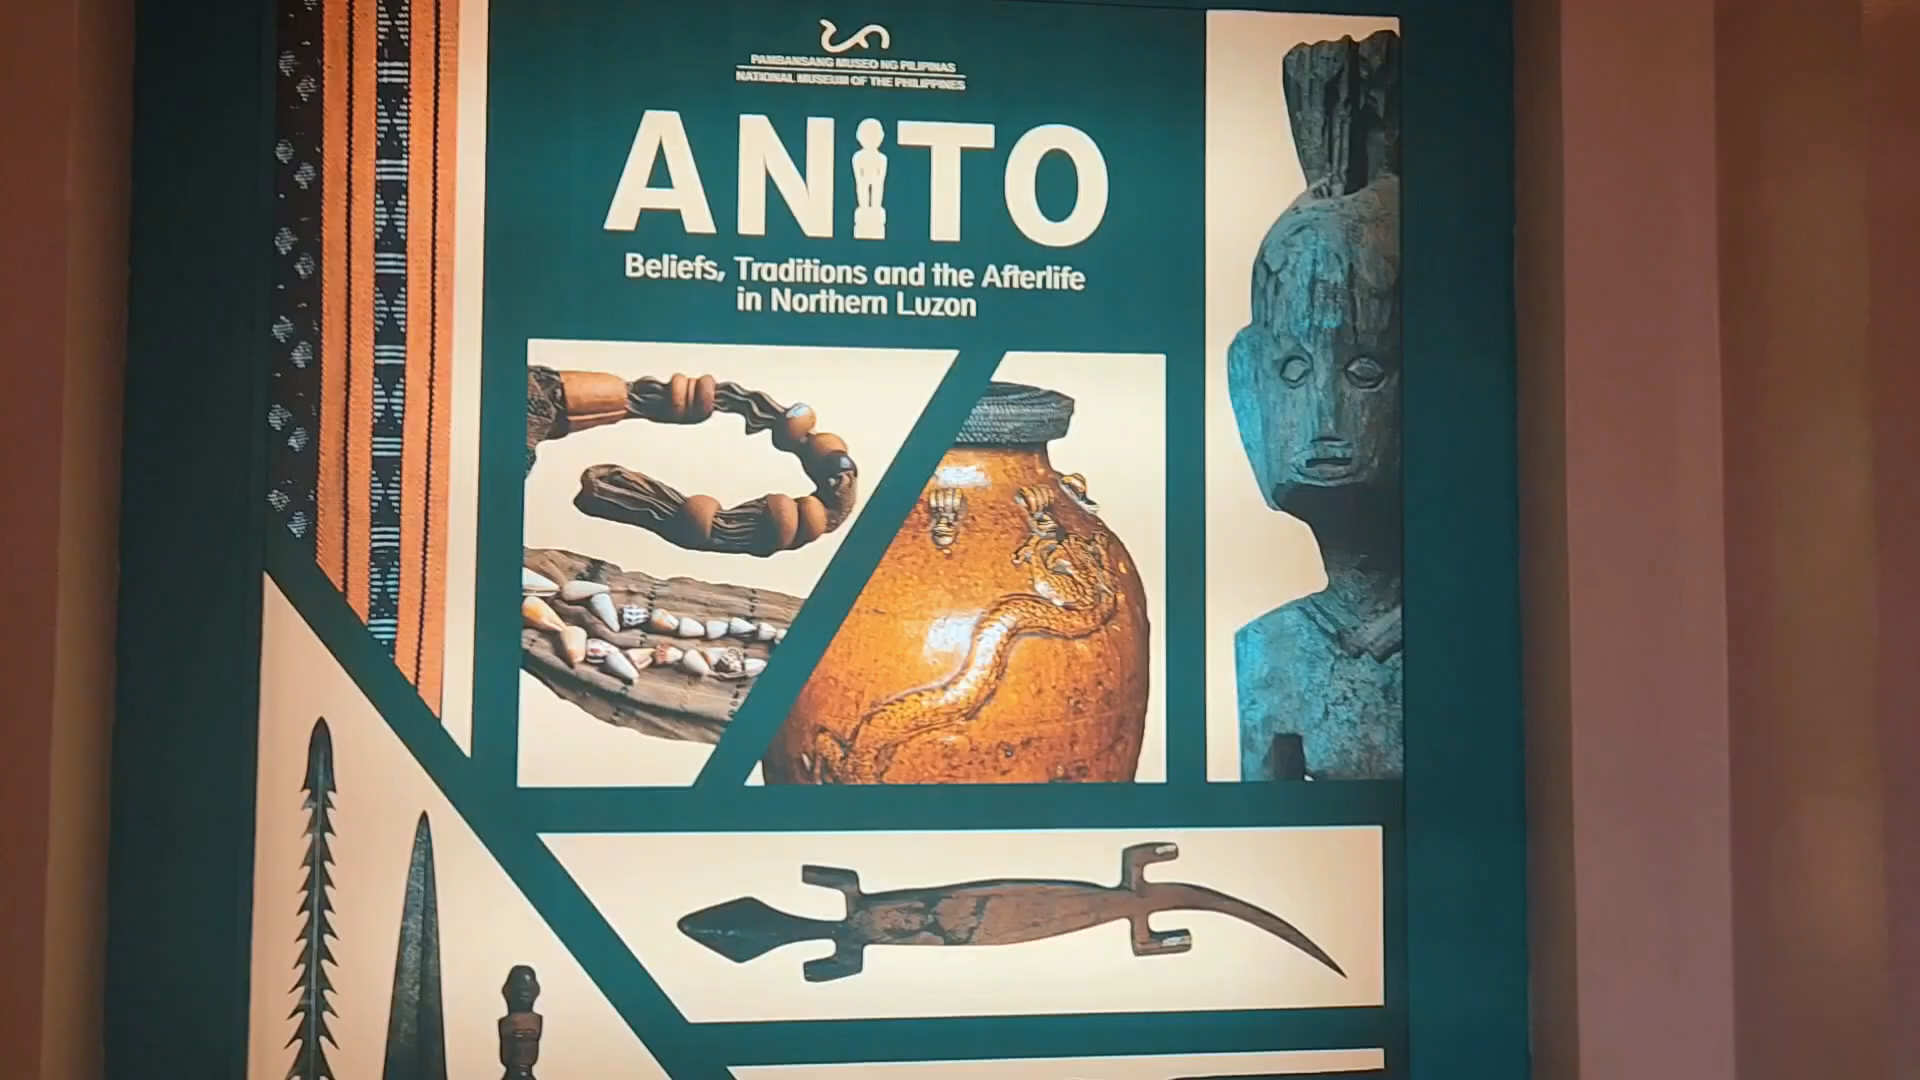 PAMBANSANG MUSEO NG PILIPINAS
NATIONAL MUSEUM OF THE PHILIPPINES
ANITO
Beliefs, Traditions and the Afterlife
in Northern Luzon